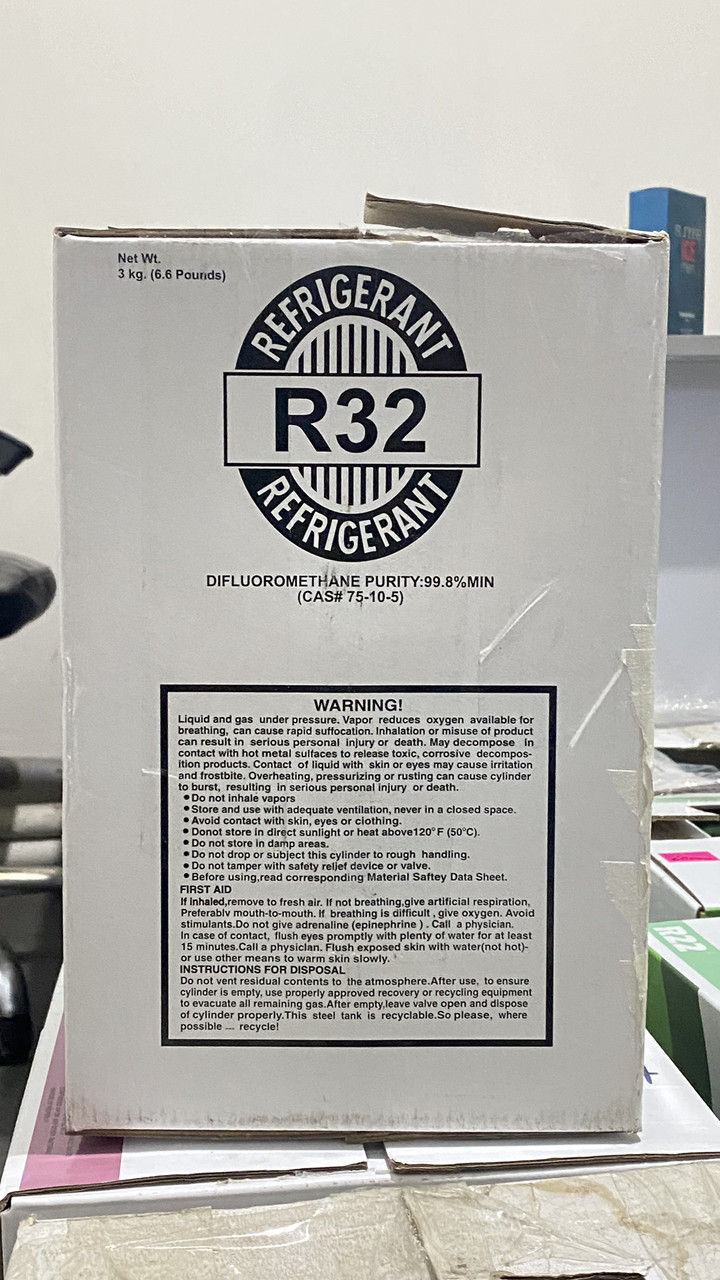 Net Wt.
3 kg. (6.6 Pounds)
REFRIGERANT
R32
REFRIGERANT
DIFLUOROMETHANE PURITY:99.8%MIN
(CAS# 75-10-5)
WARNING!
Liquid and gas under pressure. Vapor reduces oxygen available for
breathing, can cause rapid suffocation. Inhalation or misuse of product
can result in serious personal injury or death. May decompose in
contact with hot metal sulfaces to release toxic, corrosive decompos-
ition products. Contact of liquid with skin or eyes may cause irritation
and frostbite. Overheating, pressurizing or rusting can cause cylinder
to burst, resulting in serious personal injury or death.
●Do not inhale vapors
●Store and use with adequate ventilation, never in a closed space.
●Avoid contact with skin, eyes or clothing.
●Donot store in direct sunlight or heat above120°F (50°C).
●Do not store in damp areas.
●Do not drop or subject this cylinder to rough handling.
●Do not tamper with safety relief device or valve.
●Before using,read corresponding Material Saftey Data Sheet.
FIRST AID
If inhaled,remove to fresh air. If not breathing,give artificial respiration,
Preferably mouth-to-mouth. If breathing is difficult , give oxygen. Avoid
stimulants.Do not give adrenaline (epinephrine ) . Call a physician.
In case of contact, flush eyes promptly with plenty of water for at least
15 minutes.Call a physician. Flush exposed skin with water(not hot)-
or use other means to warm skin slowly.
INSTRUCTIONS FOR DISPOSAL
Do not vent residual contents to the atmosphere.After use, to ensure
cylinder is empty, use properly approved recovery or recycling equipment
to evacuate all remaining gas.After empty,leave valve open and dispose
of cylinder properly.This steel tank is recyclable.So please, where
possible — recycle!
R22